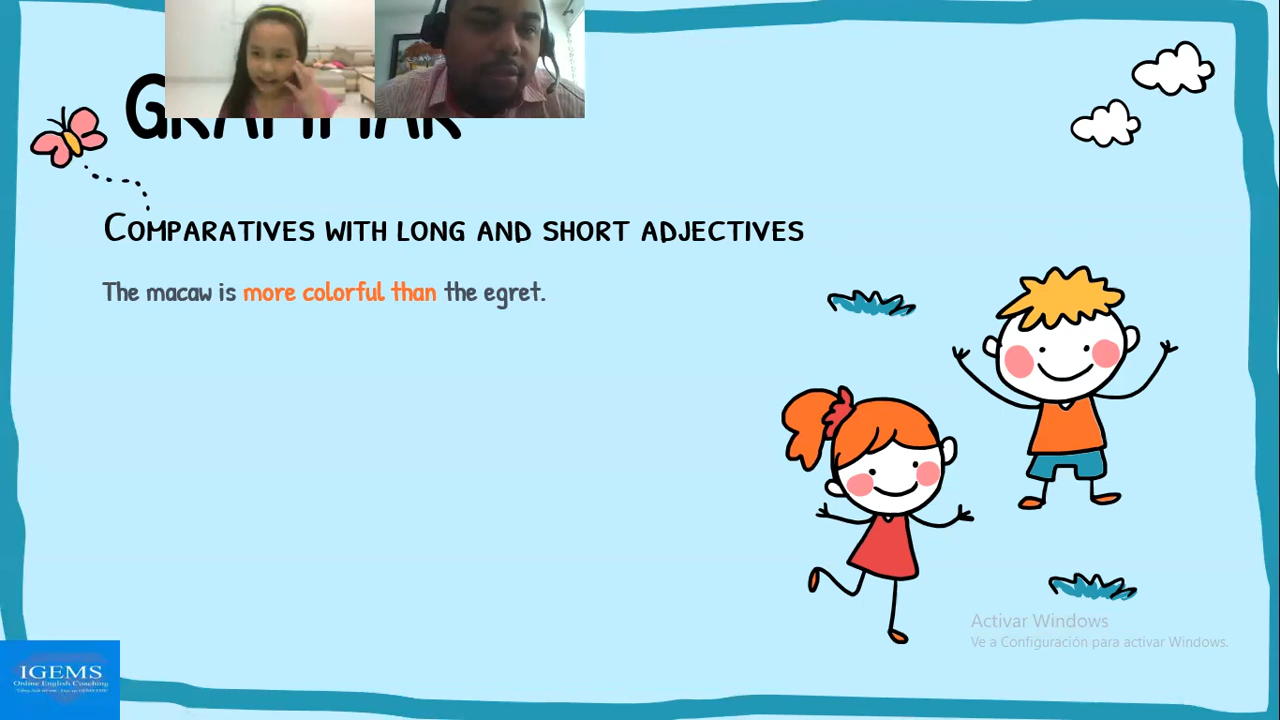 GRAMMAR
COMPARATIVES WITH LONG AND SHORT ADJECTIVES
The macaw is more colorful than the egret.
Activar Windows
Ve a Configuración para activar Windows.
IGEMS
Online English Coaching